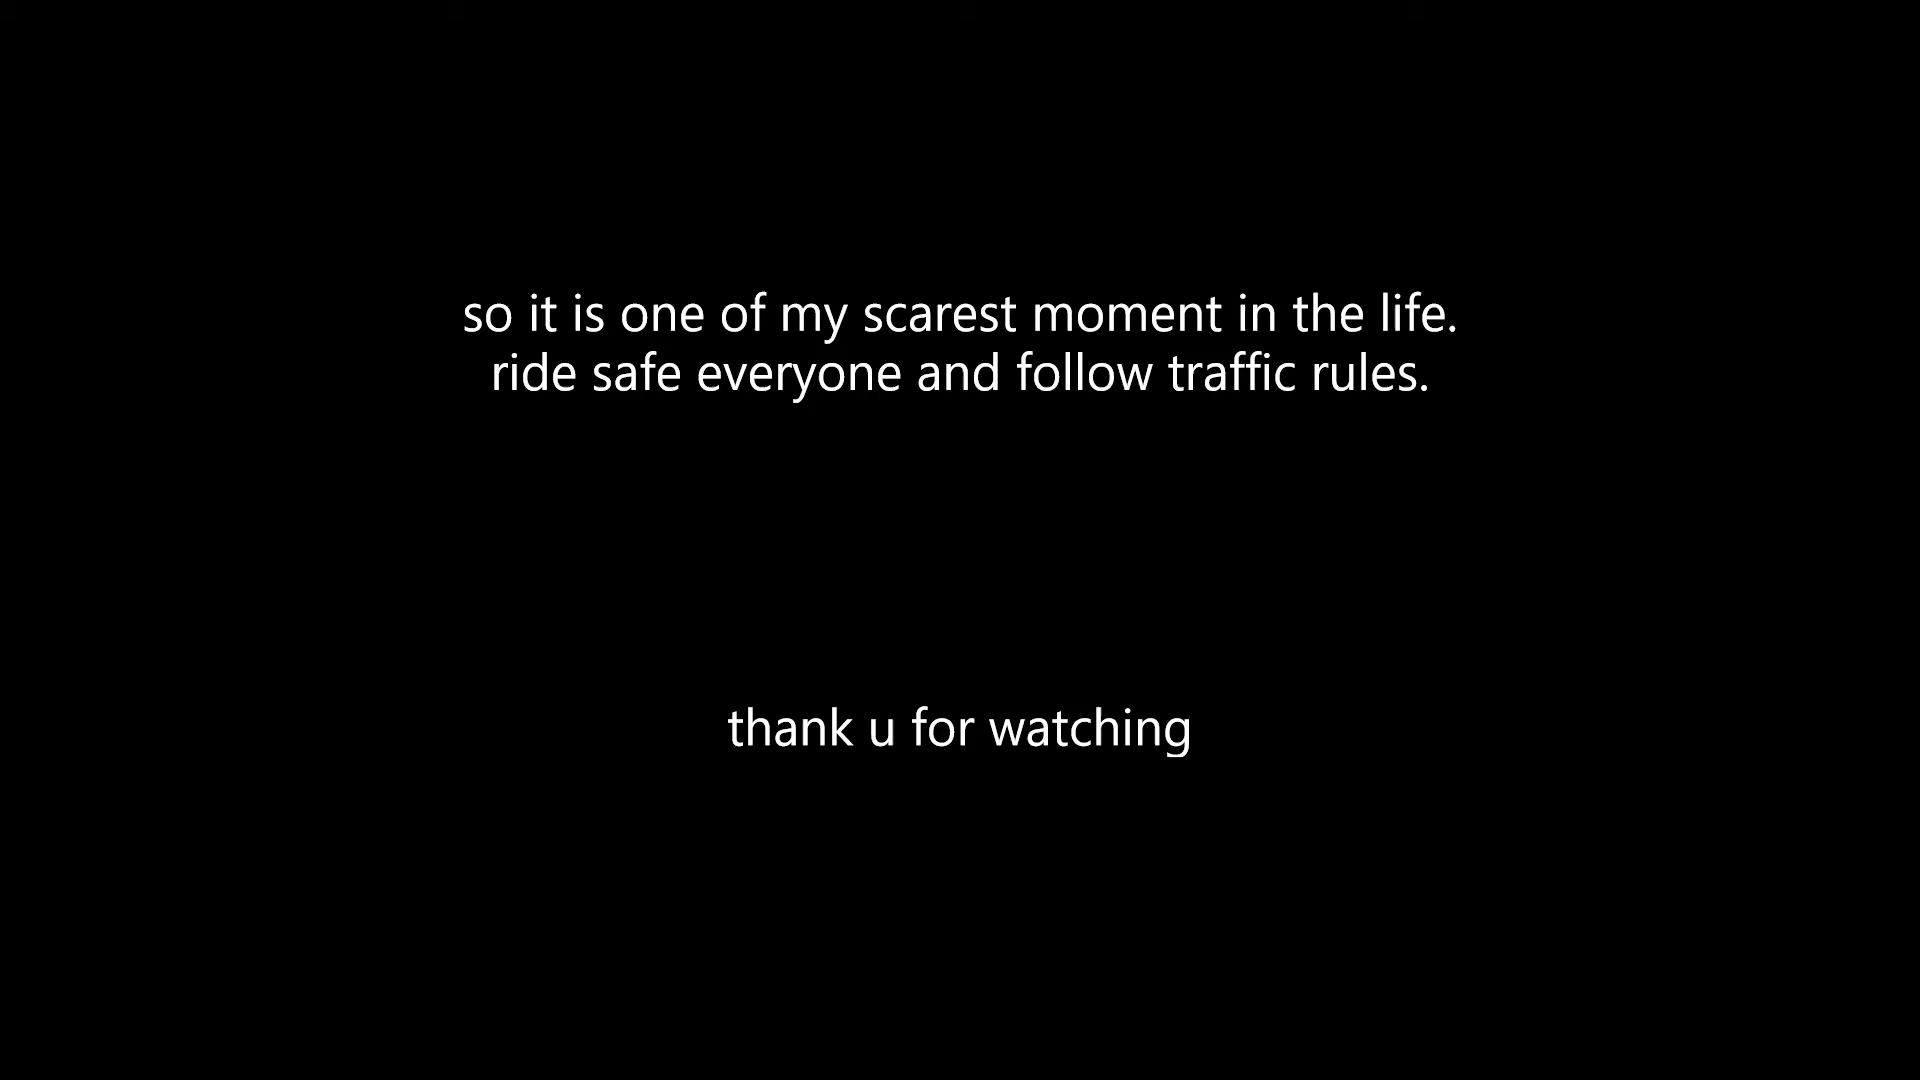 so it is one of my scarest moment in the life.
ride safe everyone and follow traffic rules.
thank u for watching